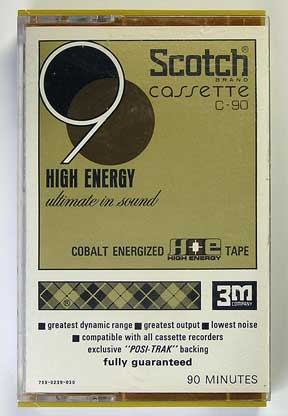 90
Scotch®
BRAND
cassette
C-90
HIGH ENERGY
ultimate in sound
COBALT ENERGIZED H•e TAPE
HIGH ENERGY
®
3M
COMPANY
■ greatest dynamic range ■ greatest output ■ lowest noise
■ compatible with all cassette recorders
exclusive "POSI-TRAK" backing
fully guaranteed
90 MINUTES